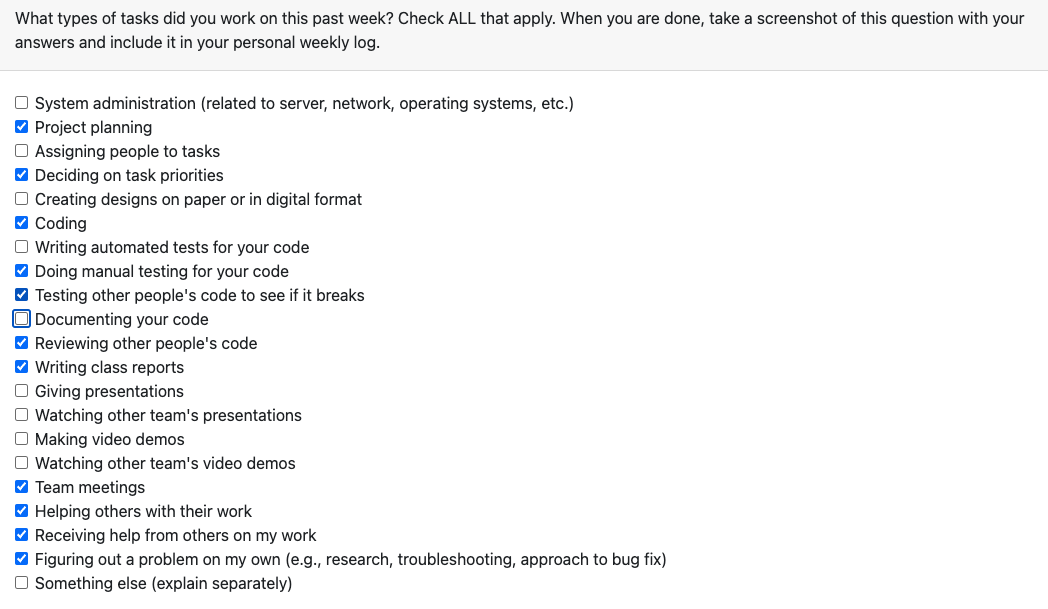 What types of tasks did you work on this past week? Check ALL that apply. When you are done, take a screenshot of this question with your
answers and include it in your personal weekly log.
System administration (related to server, network, operating systems, etc.)
Project planning
Assigning people to tasks
Deciding on task priorities
Creating designs on paper or in digital format
Coding
Writing automated tests for your code
Doing manual testing for your code
Testing other people's code to see if it breaks
Documenting your code
Reviewing other people's code
Writing class reports
Giving presentations
Watching other team's presentations
Making video demos
Watching other team's video demos
Team meetings
Helping others with their work
Receiving help from others on my work
Figuring out a problem on my own (e.g., research, troubleshooting, approach to bug fix)
Something else (explain separately)